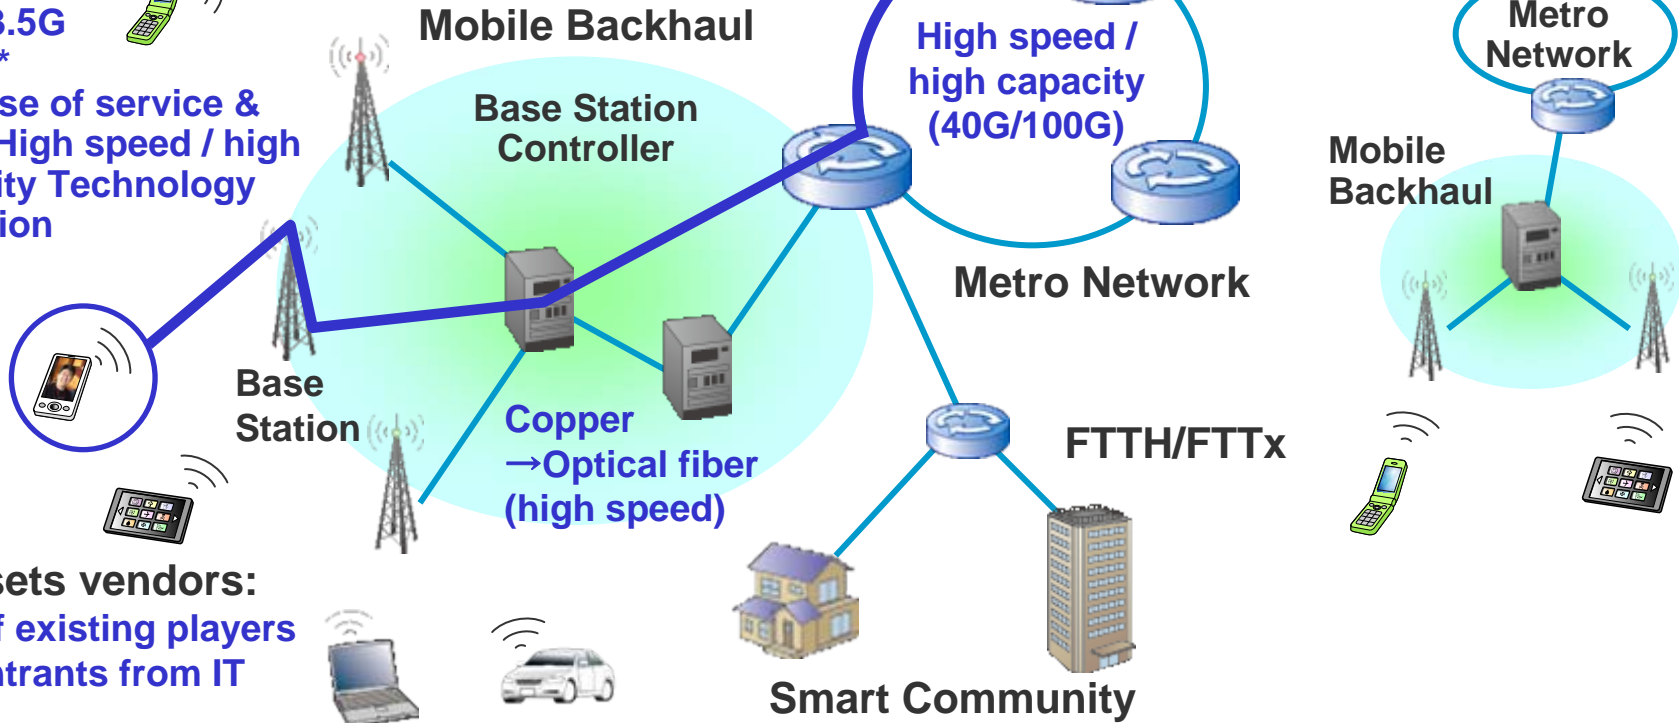 3.5G
*
se of service &
High speed / high
ity Technology
tion
Mobile Backhaul
Base Station
Controller
High speed /
high capacity
(40G/100G)
Metro
Network
Mobile
Backhaul
Metro Network
Base
Station
Copper
→Optical fiber
(high speed)
FTTH/FTTx
sets vendors:
f existing players
ntrants from IT
Smart Community